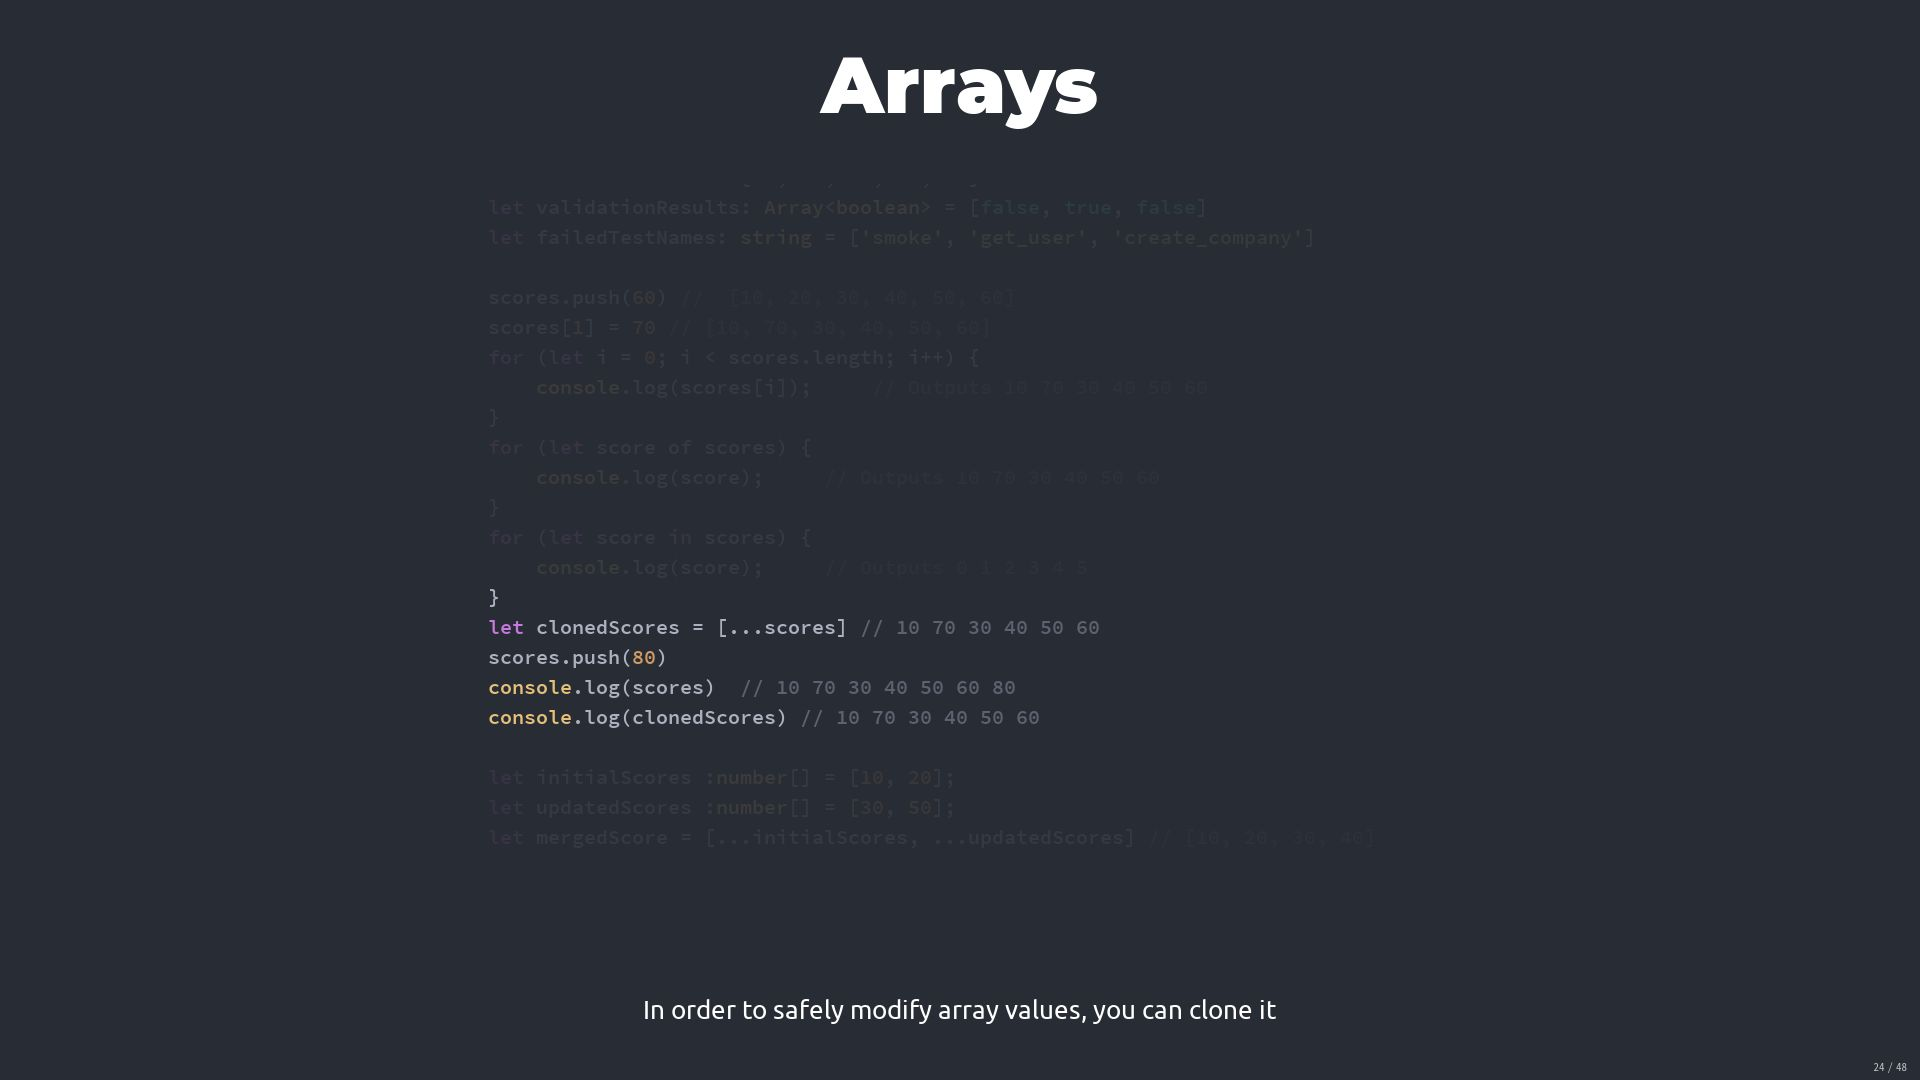 Arrays
let validationResults: Array<boolean> = [false, true, false]
let failedTestNames: string = ['smoke', 'get_user', 'create_company']
scores.push(60) //  [10, 20, 30, 40, 50, 60]
scores[1] = 70 // [10, 70, 30, 40, 50, 60]
for (let i = 0; i < scores.length; i++) {
    console.log(scores[i]);     // Outputs 10 70 30 40 50 60
}
for (let score of scores) {
    console.log(score);     // Outputs 10 70 30 40 50 60
}
for (let score in scores) {
    console.log(score);     // Outputs 0 1 2 3 4 5
}
let clonedScores = [...scores] // 10 70 30 40 50 60
scores.push(80)
console.log(scores)  // 10 70 30 40 50 60 80
console.log(clonedScores) // 10 70 30 40 50 60
let initialScores :number[] = [10, 20];
let updatedScores :number[] = [30, 50];
let mergedScore = [...initialScores, ...updatedScores] // [10, 20, 30, 40]
In order to safely modify array values, you can clone it
24 / 48